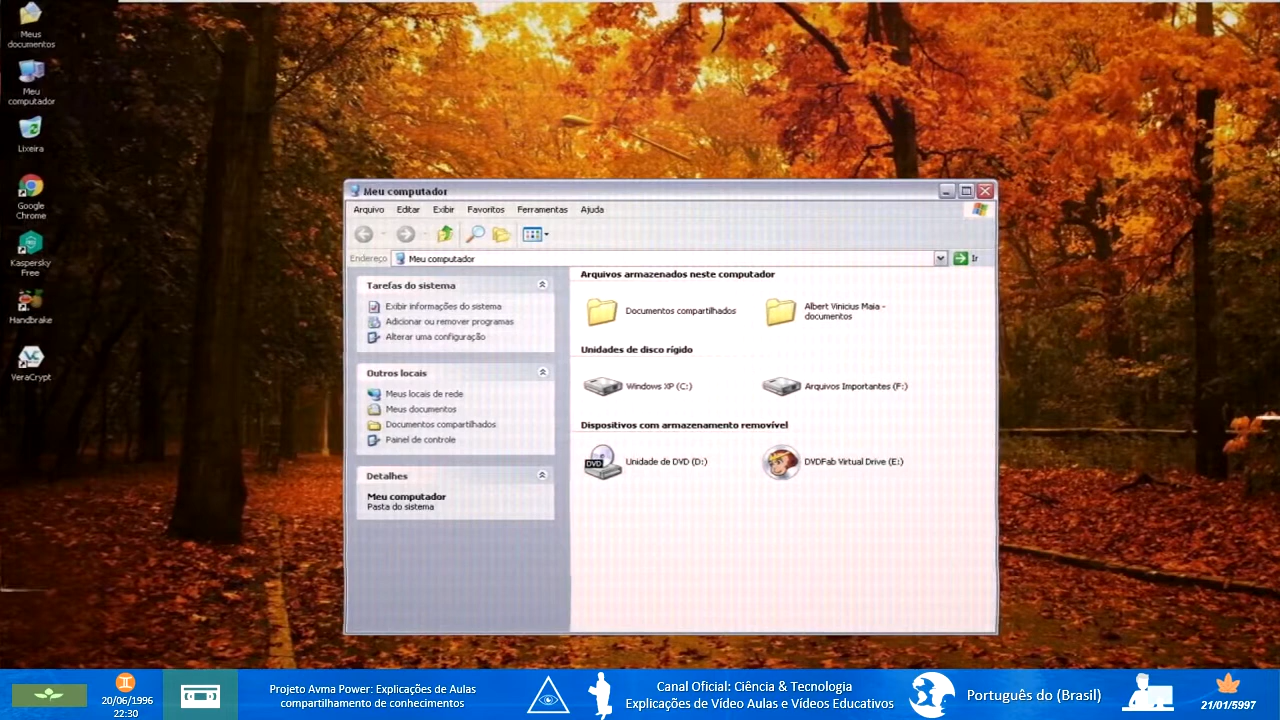 Meus
documentos
Meu
computador
Lixeira
Google
Chrome
Kaspersky
Free
Handbrake
VeraCrypt
Meu computador
Arquivo Editar Exibir Favoritos Ferramentas Ajuda
Endereço Meu computador Ir
Tarefas do sistema
Exibir informações do sistema
Adicionar ou remover programas
Alterar uma configuração
Outros locais
Meus locais de rede
Meus documentos
Documentos compartilhados
Painel de controle
Detalhes
Meu computador
Pasta do sistema
Arquivos armazenados neste computador
Documentos compartilhados
Albert Vinicius Maia -
documentos
Unidades de disco rígido
Windows XP (C:)
Arquivos Importantes (F:)
Dispositivos com armazenamento removível
DVD
Unidade de DVD (D:)
DVDFab Virtual Drive (E:)
20/06/1996
22:30
Projeto Avma Power: Explicações de Aulas
compartilhamento de conhecimentos
Canal Oficial: Ciência & Tecnologia
Explicações de Vídeo Aulas e Vídeos Educativos
Português do (Brasil)
21/01/5997